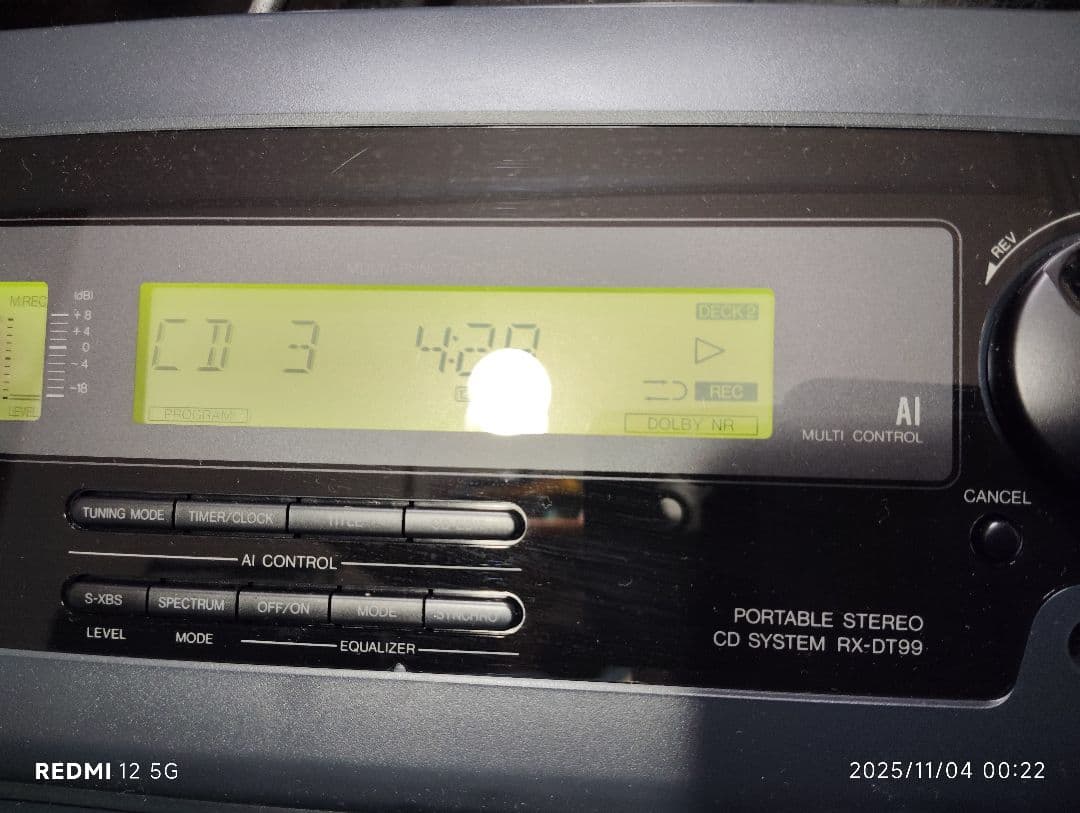 M.REC
(dB)
+8
+4
0
-4
-18
LEVEL
CD 3
DECK2
REC
PROGRAM
DOLBY NR
AI
MULTI CONTROL
REV
CANCEL
TUNING MODE
TIMER/CLOCK
TITLE
AI CONTROL
S-XBS
SPECTRUM
OFF/ON
MODE
SYNCHRO
LEVEL
MODE
EQUALIZER
PORTABLE STEREO
CD SYSTEM RX-DT99
REDMI 12 5G
2025/11/04 00:22